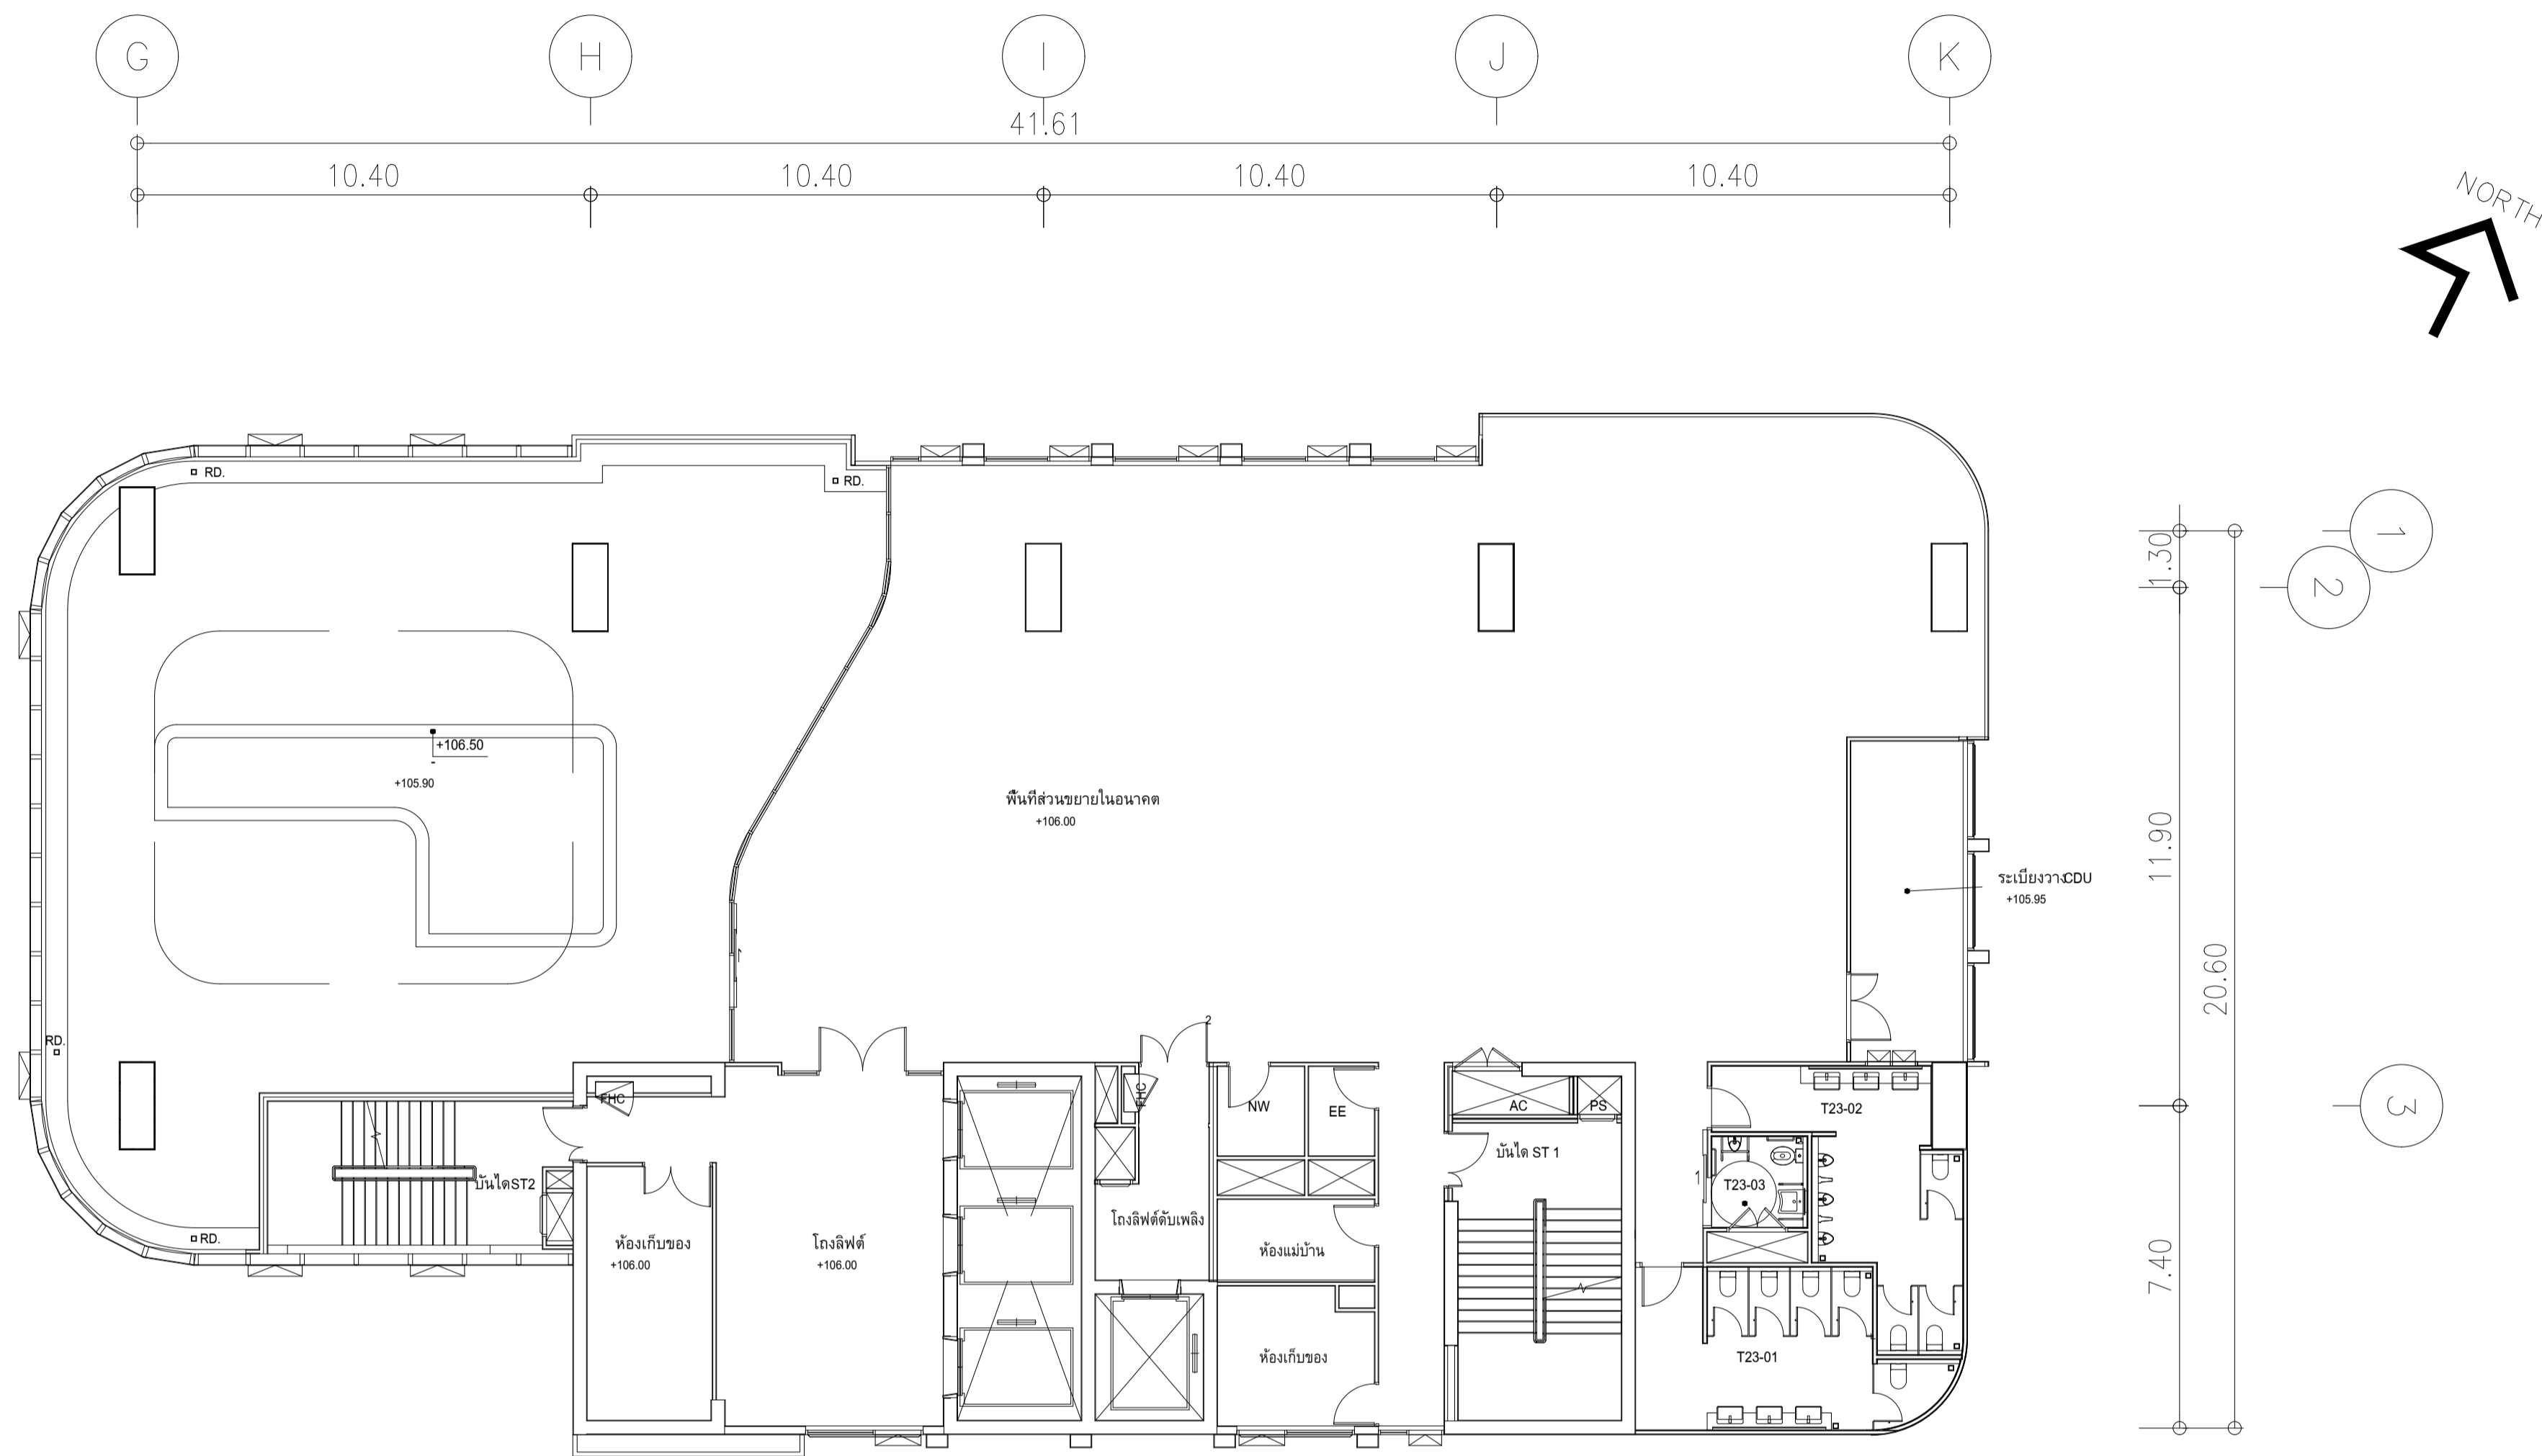 G
H
I
J
K
41.61
10.40
10.40
10.40
10.40
NORTH
RD.
RD.
1
1.30
2
+106.50
-
+105.90
พื้นที่ส่วนขยายในอนาคต
+106.00
11.90
ระเบียงวางCDU
+105.95
20.60
1
2
RD.
FHC
FHC
NW
EE
AC
PS
T23-02
3
บันได ST 1
บันไดST2
1
T23-03
โถงลิฟต์ดับเพลิง
RD.
ห้องเก็บของ
+106.00
โถงลิฟต์
+106.00
ห้องแม่บ้าน
7.40
ห้องเก็บของ
T23-01